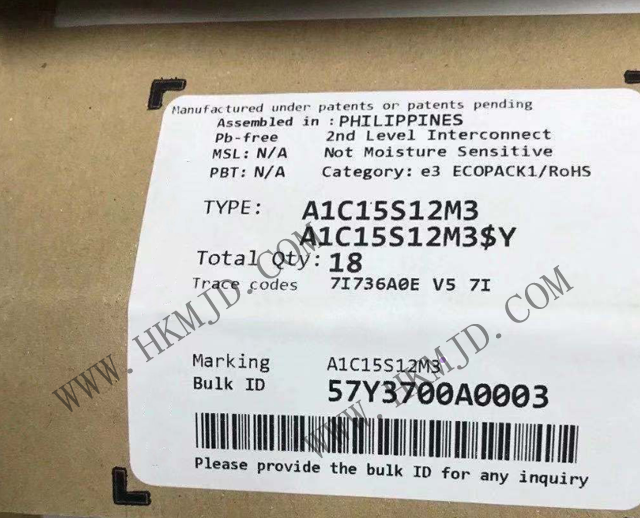 Manufactured under patents or patents pending
Assembled in : PHILIPPINES
Pb-free 2nd Level Interconnect
MSL: N/A Not Moisture Sensitive
PBT: N/A Category: e3 ECOPACK1/RoHS
TYPE: A1C15S12M3
A1C15S12M3$Y
Total Qty: 18
Trace codes 7I736A0E V5 7I
WWW.HKMJD.COM
WWW.HKMJD.COM
Marking A1C15S12M3
Bulk ID 57Y3700A0003
Please provide the bulk ID for any inquiry